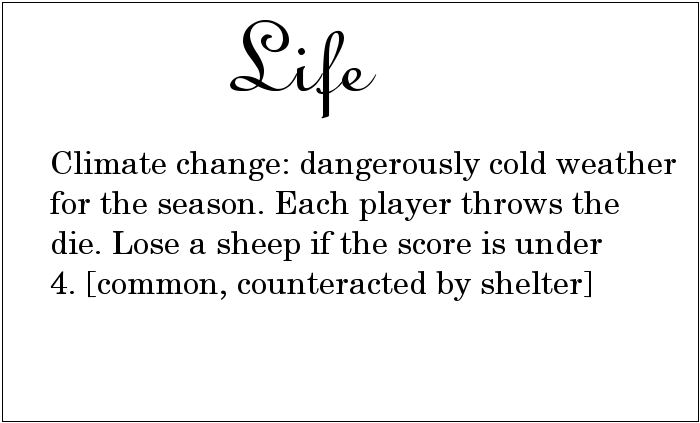 Life
Climate change: dangerously cold weather
for the season. Each player throws the
die. Lose a sheep if the score is under
4. [common, counteracted by shelter]